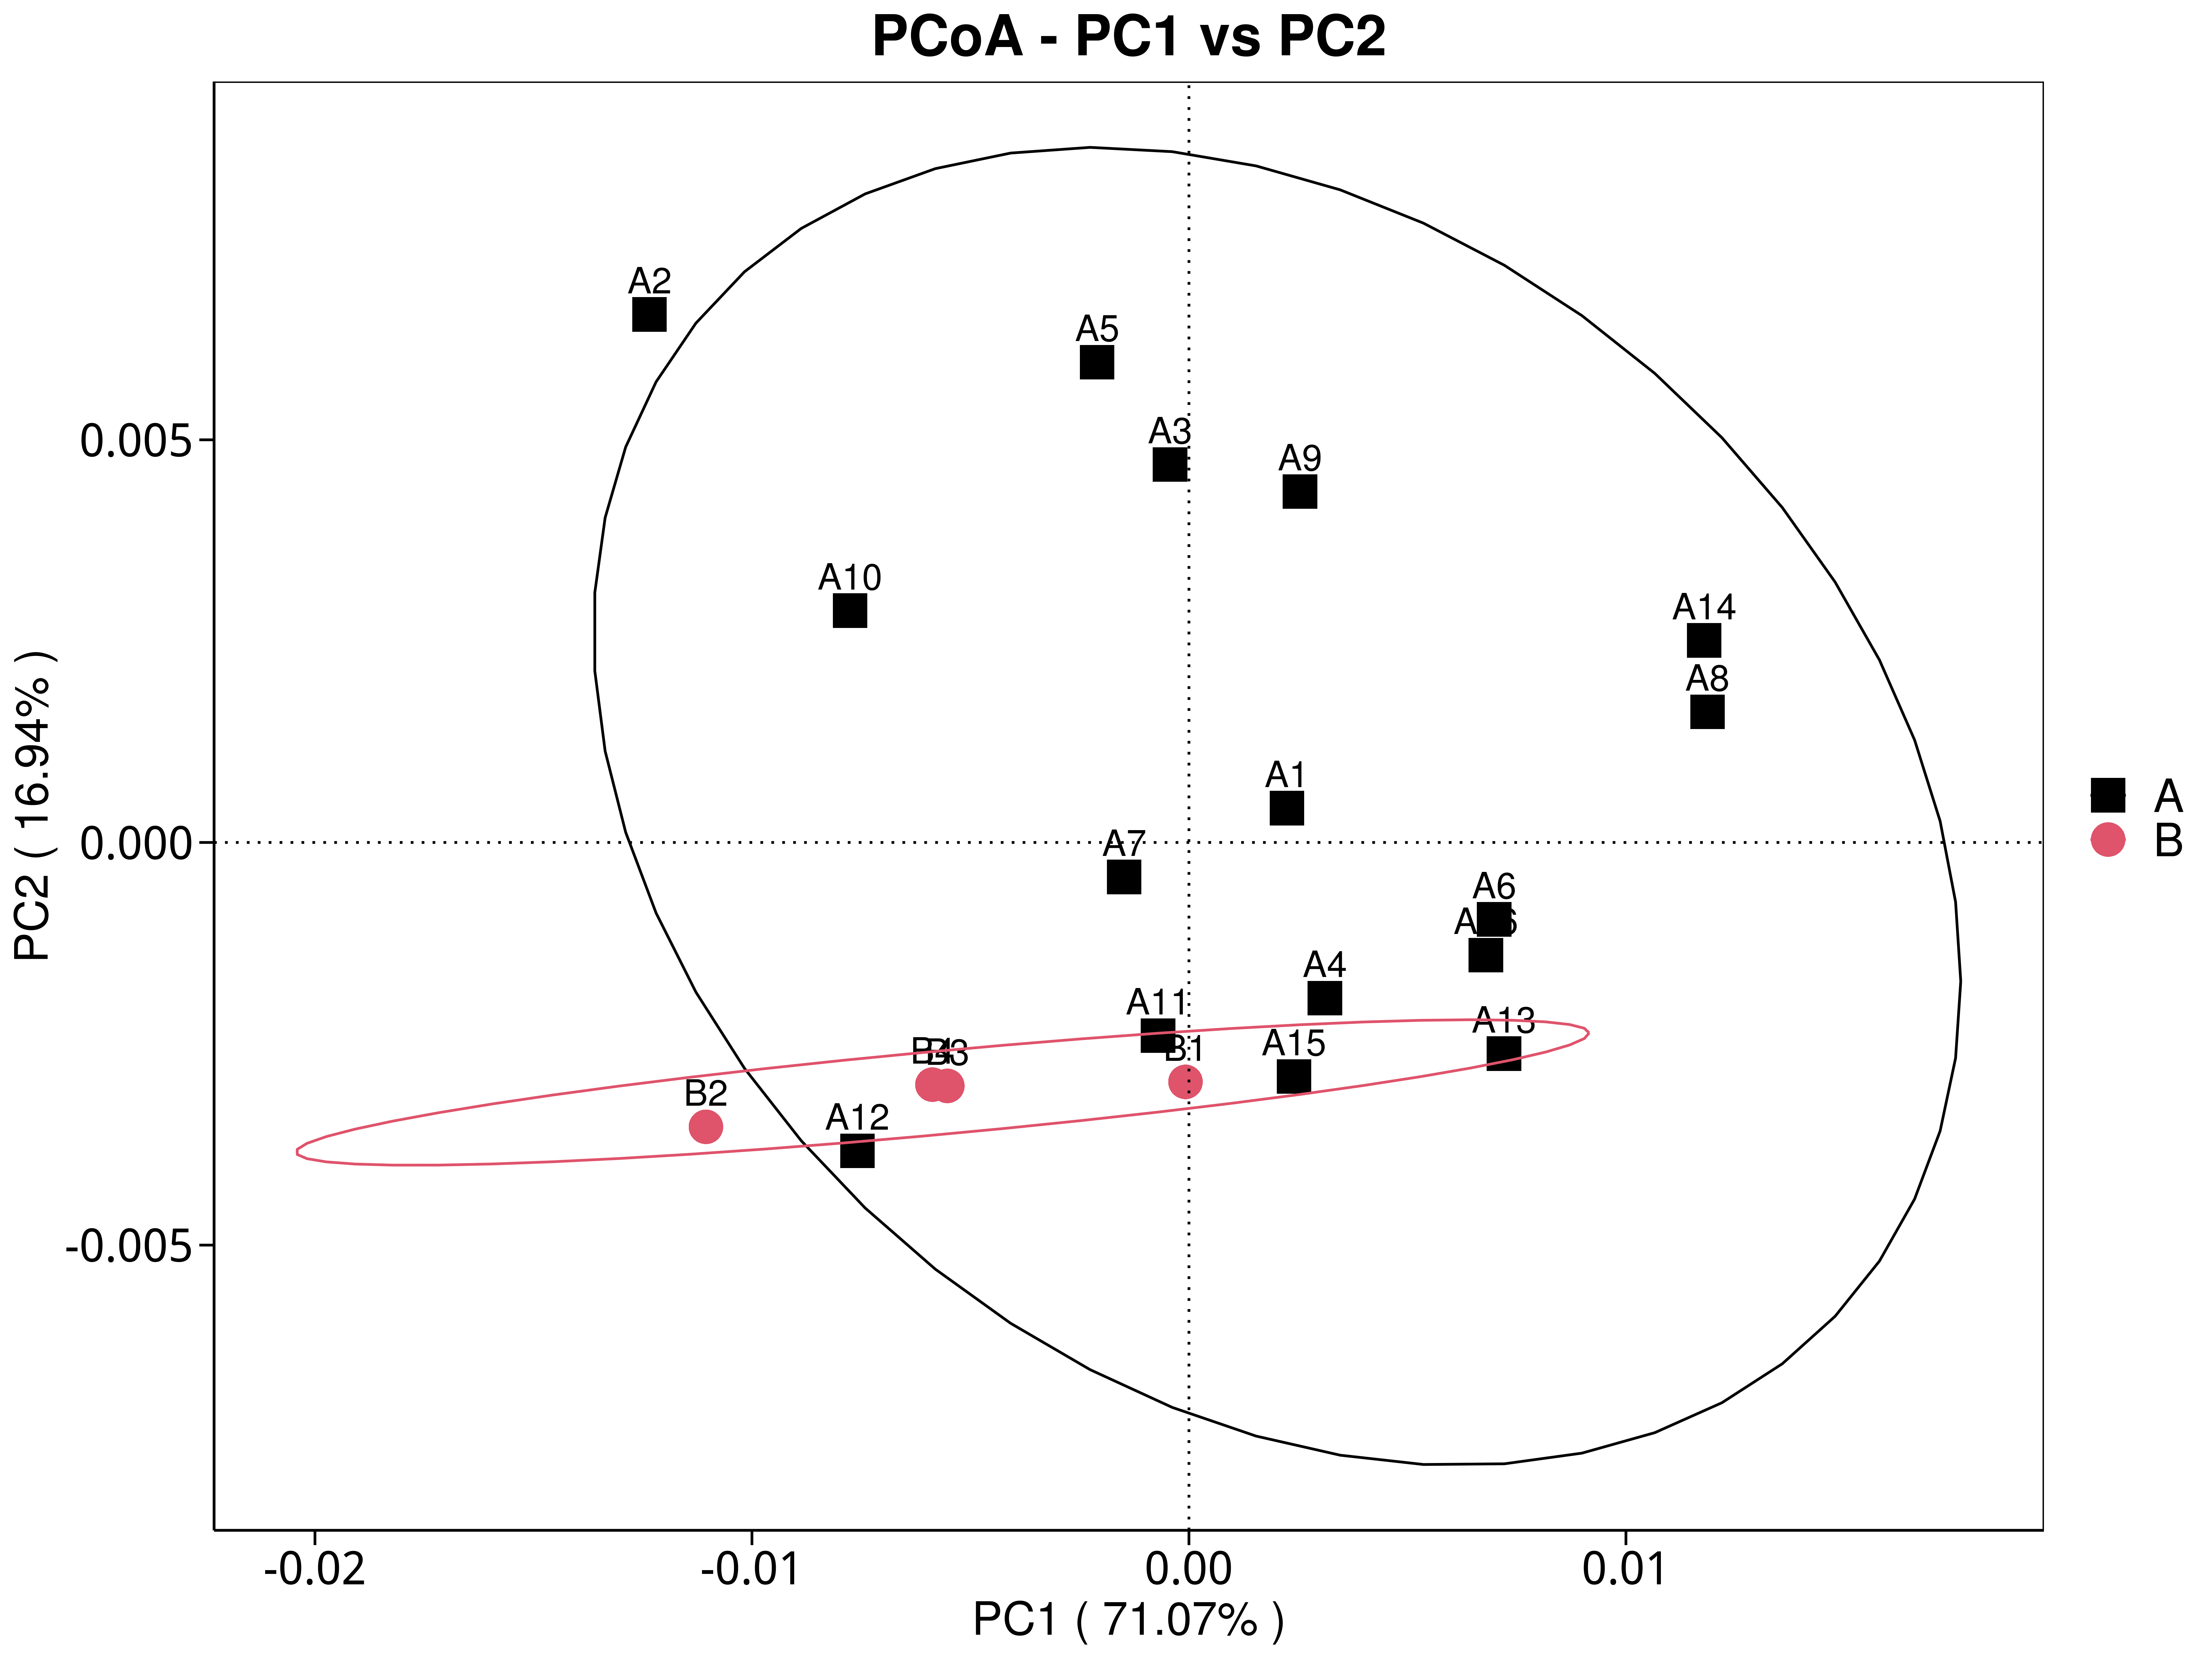 PCoA - PC1 vs PC2
A2
A5
0.005
A3
A9
A10
A14
A8
A1
A
PC2 ( 16.94% )
0.000
A7
B
A6
A4
A11
A13
A15
B1
B4
B3
B2
A12
-0.005
-0.02
-0.01
0.00
0.01
PC1 ( 71.07% )